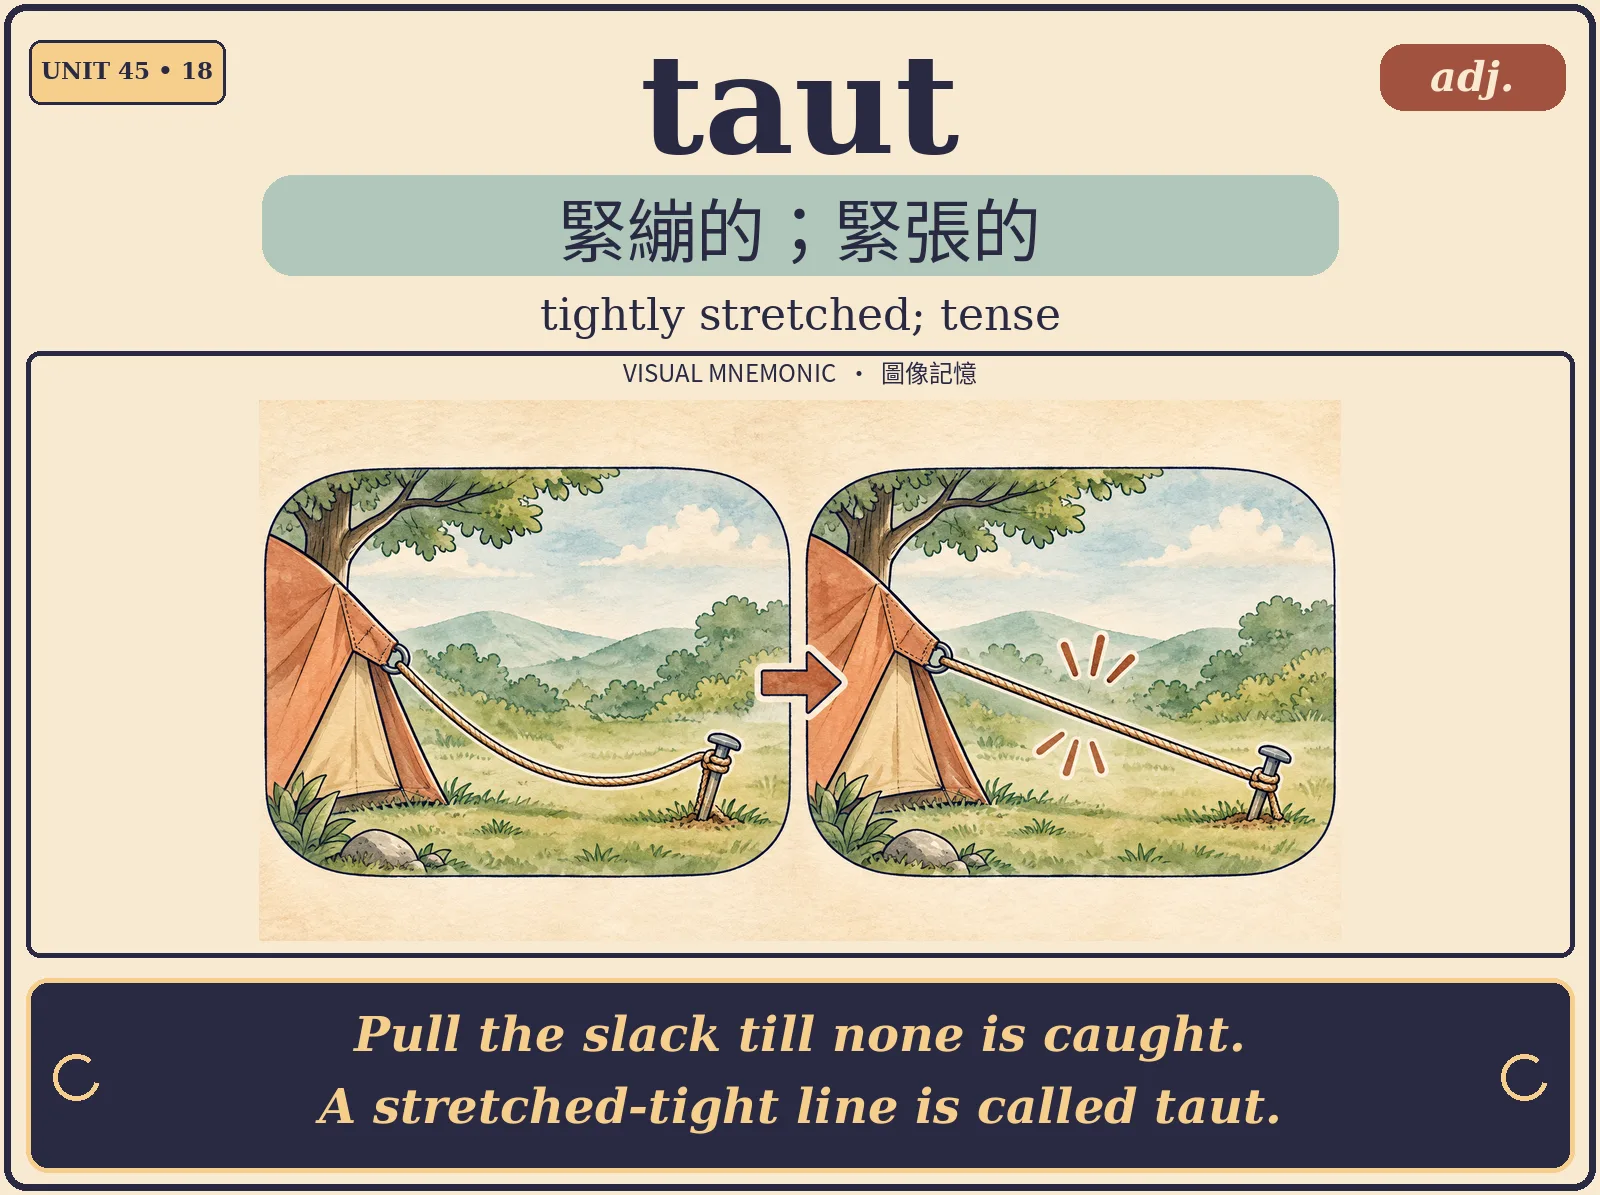 UNIT 45 • 18
taut
adj.
緊繃的；緊張的
tightly stretched; tense
VISUAL MNEMONIC • 圖像記憶
Pull the slack till none is caught.
A stretched-tight line is called taut.